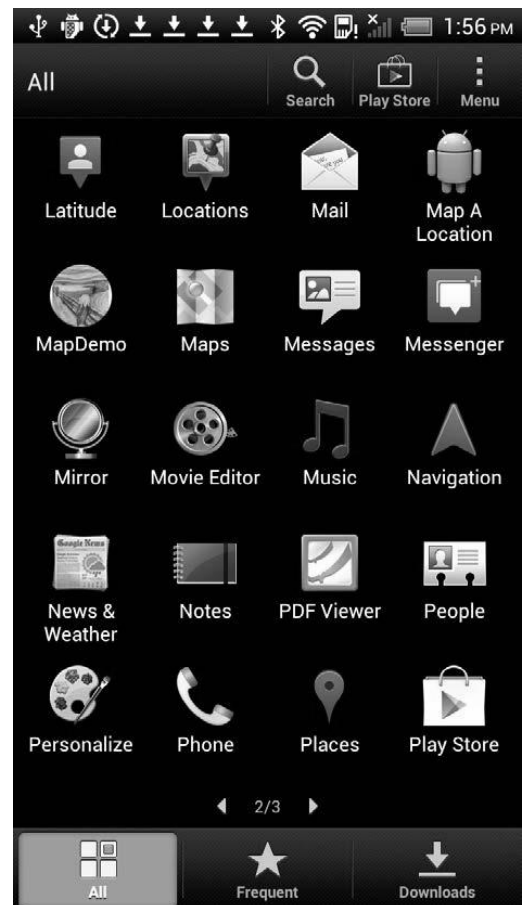 1:56 PM
All
Search
Play Store
Menu
Latitude
Locations
Mail
Map A
Location
MapDemo
Maps
Messages
Messenger
Mirror
Movie Editor
Music
Navigation
Google News
News &
Weather
Notes
PDF Viewer
People
Personalize
Phone
Places
Play Store
2/3
All
Frequent
Downloads